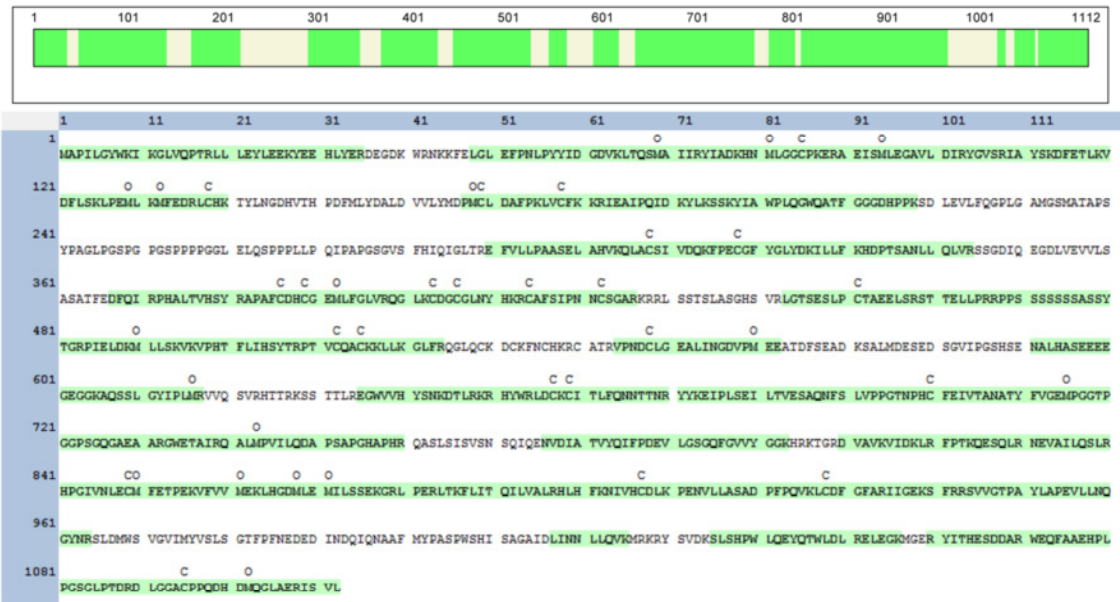 1 101 201 301 401 501 601 701 801 901 1001 1112
1 11 21 31 41 51 61 71 81 91 101 111
O O C O
1 MAPILGYWKI KGLVQPTRLL LEYLEEKYEE HLYERDEGDK WRNKKFELGL EFPNLPYYID GDVKLTQSMA IIRYIADKHN MLGGCPKERA EISMLEGAVL DIRYGVSRIA YSKDFETLKV
O O C O C C
121 DFLSKLPEML KMFEDRLCHK TYLNGDHVTH PDFMLYDALD VVLYMDPMCL DAFPKLVCFK KRIEAIPQID KYLKSSKYIA WPLQGWQATF GGGDHPPKSD LEVLFQGPLG AMGSMATAPS
C C
241 YPAGLPGSPG PGSPPPPGGL ELQSPPPLLP QIPAPGSGVS FHIQIGLTRE FVLLPAASEL AHVKQLACSI VDQKFPECGF YGLYDKILLF KHDPTSANLL QLVRSSGDIQ EGDLVEVVLS
C C O C C C C C
361 ASATFEDFQI RPHALTVHSY RAPAFCDHCG EMLFGLVRQG LKCDGCGLNY HKRCAFSIPN NCSGARKRRL SSTSLASGHS VRLGTSESLP CTAEELSRST TELLPRRPPS SSSSSSASSY
O C C C O
481 TGRPIELDKM LLSKVKVPHT FLIHSYTRPT VCQACKKLLK GLFRQGLQCK DCKFNCHKRC ATRVPNDCLG EALINGDVPM EEATDFSEAD KSALMDESED SGVIPGSHSE NALHASEEEE
O C C C O
601 GEGGKAQSSL GYIPLMRVVQ SVRHTTRKSS TTLREGWVVH YSNKDTLRKR HYWRLDCKCI TLFQNNTTNR YYKEIPLSEI LTVESAQNFS LVPPGTNPHC FEIVTANATY FVGEMPGGTP
O
721 GGPSGQGAEA ARGWETAIRQ ALMPVILQDA PSAPGHAPHR QASLSISVSN SQIQENVDIA TVYQIFPDEV LGSGQFGVVY GGKHRKTGRD VAVKVIDKLR FPTKQESQLR NEVAILQSLR
CO O O O C C
841 HPGIVNLECM FETPEKVFVV MEKLHGDMLE MILSSEKGRL PERLTKFLIT QILVALRHLH FKNIVHCDLK PENVLLASAD PFPQVKLCDF GFARIIGEKS FRRSVVGTPA YLAPEVLLNQ
961 GYNRSLDMWS VGVIMYVSLS GTFPFNEDED INDQIQNAAF MYPASPWSHI SAGAIDLINN LLQVKMRKRY SVDKSLSHPW LQEYQTWLDL RELEGKMGER YITHESDDAR WEQFAAEHPL
C O
1081 PGSGLPTDRD LGGACPPQDH DMQGLAERIS VL